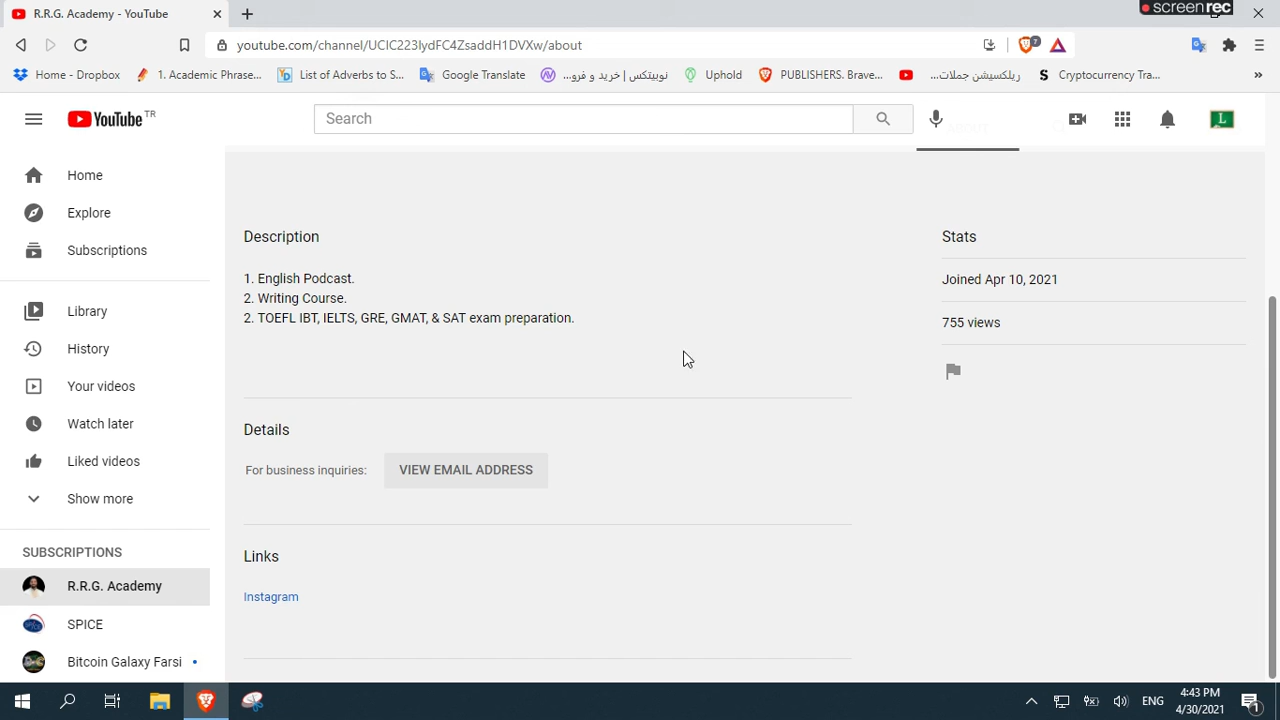 R.R.G. Academy - YouTube
screenrec
youtube.com/channel/UCIC223IydFC4ZsaddH1DVXw/about
7
Home - Dropbox
1. Academic Phrase...
List of Adverbs to S...
Google Translate
نوبیتکس | خرید و فرو...
Uphold
PUBLISHERS. Brave...
ریلکسیشن جملات...
S Cryptocurrency Tra...
»
YouTube TR
Search
L
Home
Explore
Subscriptions
Library
History
Your videos
Watch later
Liked videos
Show more
SUBSCRIPTIONS
R.R.G. Academy
SPICE
Bitcoin Galaxy Farsi
Description
1. English Podcast.
2. Writing Course.
2. TOEFL IBT, IELTS, GRE, GMAT, & SAT exam preparation.
Details
For business inquiries:
VIEW EMAIL ADDRESS
Links
Instagram
Stats
Joined Apr 10, 2021
755 views
ENG
4:43 PM
4/30/2021
1